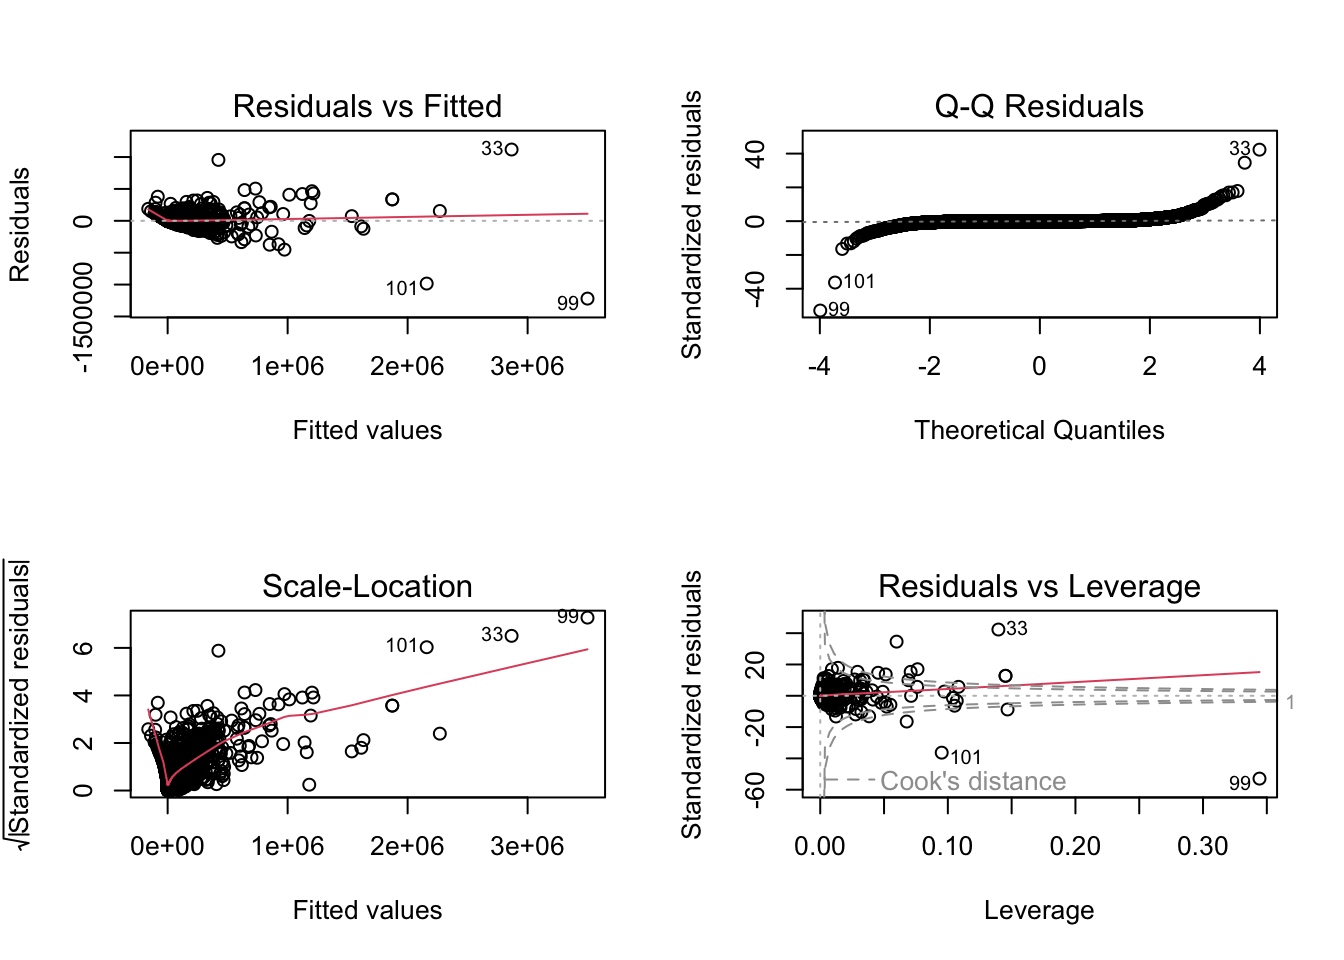 Residuals vs Fitted
Residuals
-1500000
0
33
101
99
0e+00 1e+06 2e+06 3e+06
Fitted values
Q-Q Residuals
Standardized residuals
-40
0
40
33
101
99
-4 -2 0 2 4
Theoretical Quantiles
Scale-Location
√|Standardized residuals|
0
2
4
6
101
33
99
0e+00 1e+06 2e+06 3e+06
Fitted values
Residuals vs Leverage
Standardized residuals
-60
-20
20
33
1
101
99
Cook's distance
0.00 0.10 0.20 0.30
Leverage